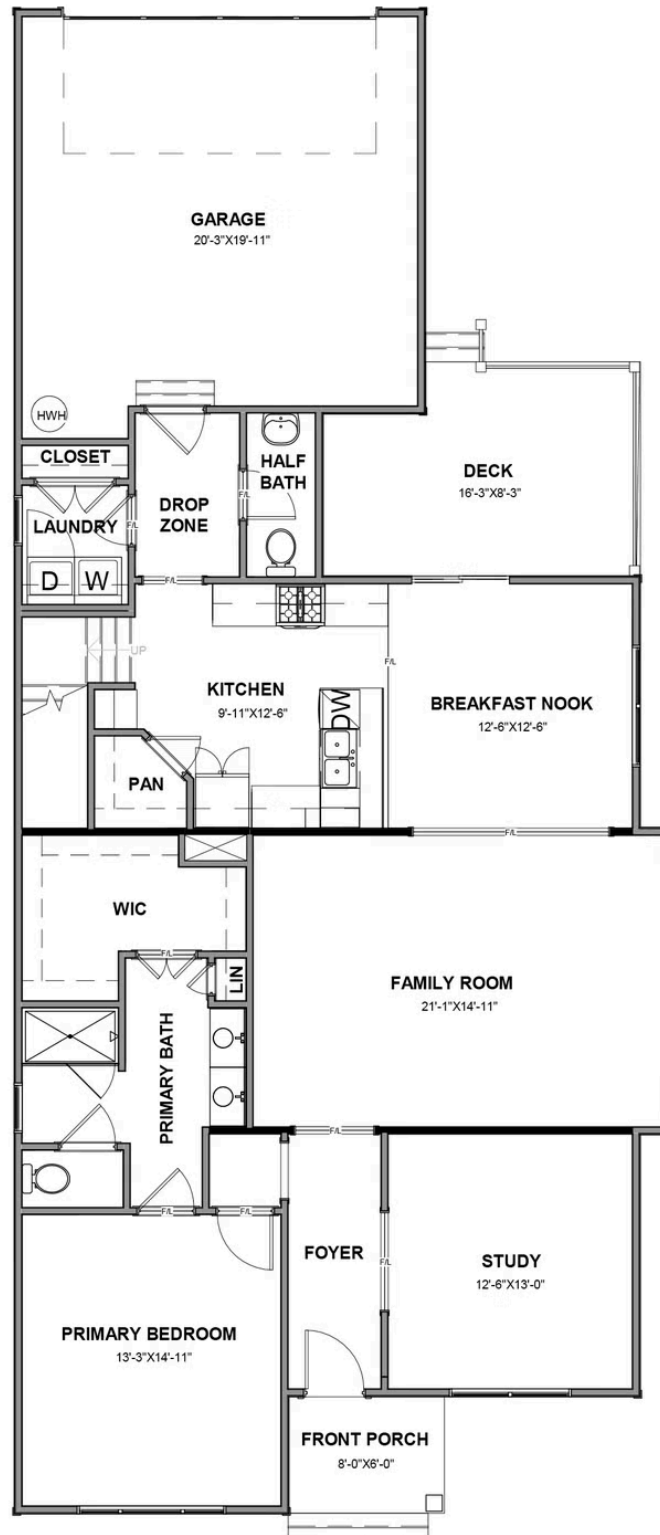 GARAGE
20'-3"X19'-11"
HWH
CLOSET
HALF
BATH
F/L
DECK
16'-3"X8'-3"
DROP
ZONE
LAUNDRY
F/L
D
W
F/L
UP
KITCHEN
9'-11"X12'-6"
F/L
DW
BREAKFAST NOOK
12'-6"X12'-6"
PAN
F/L
WIC
F/L
LIN
FAMILY ROOM
21'-1"X14'-11"
PRIMARY BATH
F/L
F/L
F/L
FOYER
F/L
STUDY
12'-6"X13'-0"
PRIMARY BEDROOM
13'-3"X14'-11"
FRONT PORCH
8'-0"X6'-0"